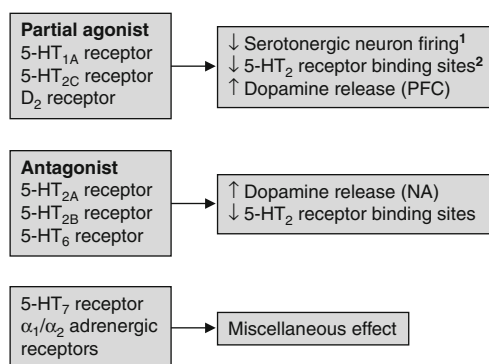 Partial agonist
5-HT₁A receptor
5-HT₂C receptor
D₂ receptor
↓ Serotonergic neuron firing¹
↓ 5-HT₂ receptor binding sites²
↑ Dopamine release (PFC)
Antagonist
5-HT₂A receptor
5-HT₂B receptor
5-HT₆ receptor
↑ Dopamine release (NA)
↓ 5-HT₂ receptor binding sites
5-HT₇ receptor
α₁/α₂ adrenergic
receptors
Miscellaneous effect